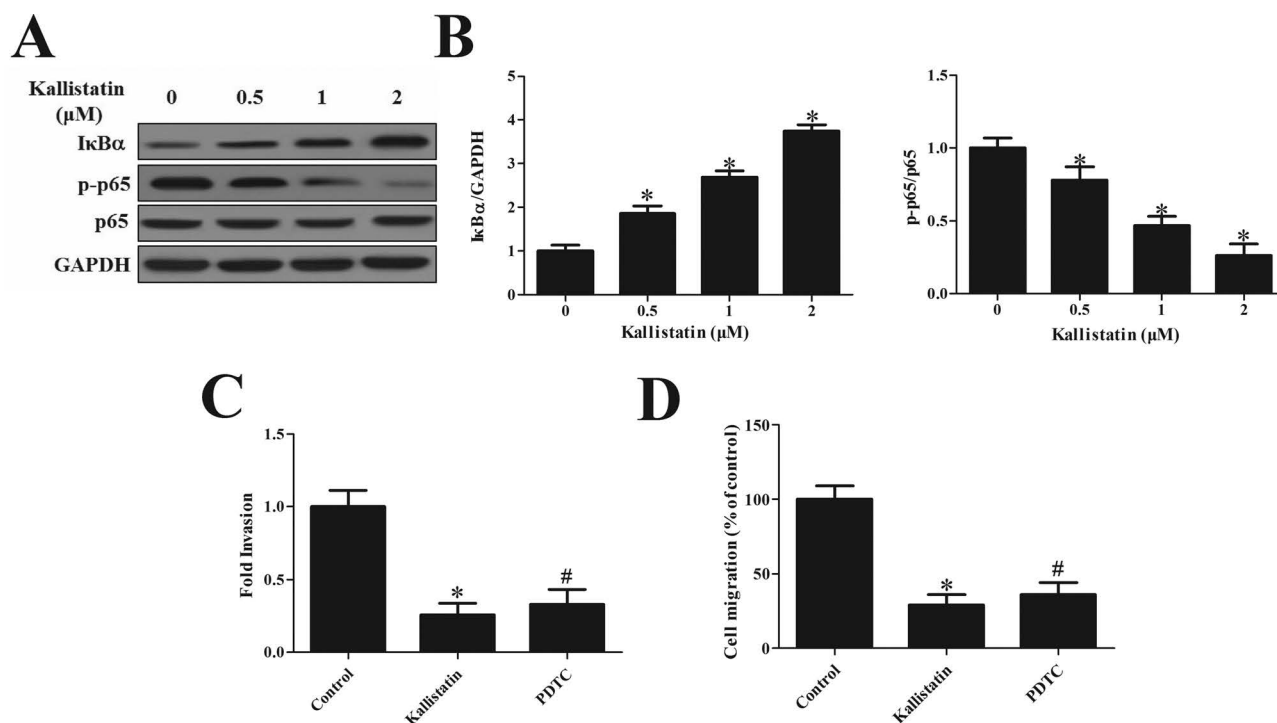 A
Kallistatin
(μM)
0 0.5 1 2
IκBα
p-p65
p65
GAPDH
B
IκBα/GAPDH
5
4
3
2
1
0
*
*
*
0 0.5 1 2
Kallistatin (μM)
p-p65/p65
1.5
1.0
0.5
0.0
*
*
*
0 0.5 1 2
Kallistatin (μM)
C
Fold Invasion
1.5
1.0
0.5
0.0
*
#
Control
Kallistatin
PDTC
D
Cell migration (% of control)
150
100
50
0
*
#
Control
Kallistatin
PDTC